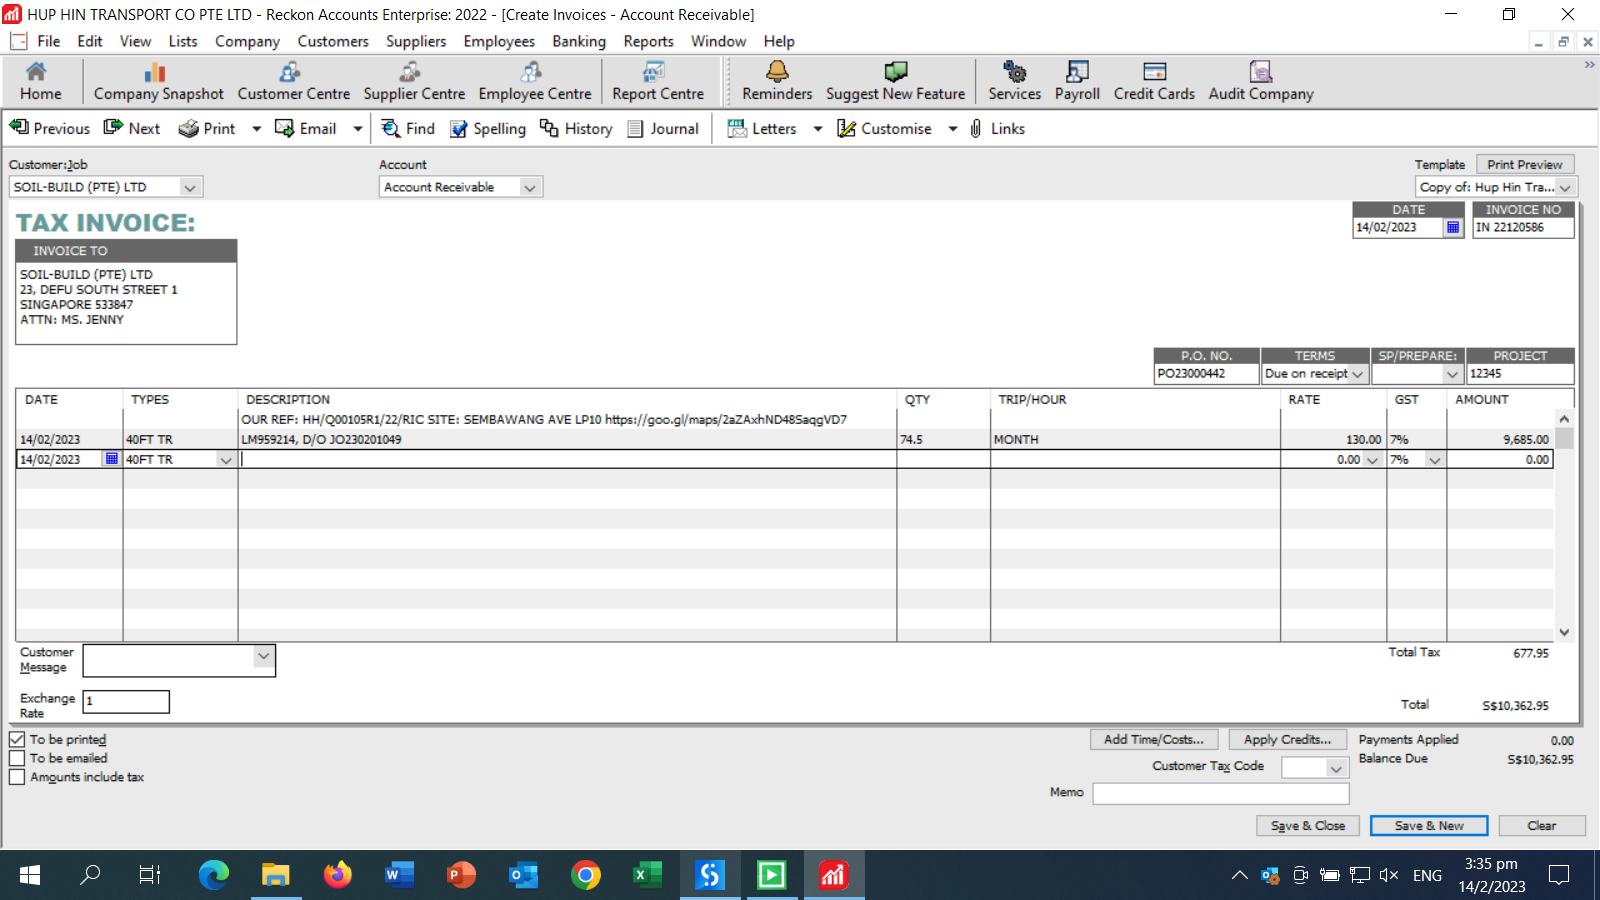 HUP HIN TRANSPORT CO PTE LTD - Reckon Accounts Enterprise: 2022 - [Create Invoices - Account Receivable]
File Edit View Lists Company Customers Suppliers Employees Banking Reports Window Help
Home Company Snapshot Customer Centre Supplier Centre Employee Centre Report Centre Reminders Suggest New Feature Services Payroll Credit Cards Audit Company
Previous Next Print Email Find Spelling History Journal Letters Customise Links
Customer:Job Account Template Print Preview
SOIL-BUILD (PTE) LTD Account Receivable Copy of: Hup Hin Tra...
TAX INVOICE:
DATE INVOICE NO
14/02/2023 IN 22120586
INVOICE TO
SOIL-BUILD (PTE) LTD
23, DEFU SOUTH STREET 1
SINGAPORE 533847
ATTN: MS. JENNY
P.O. NO. TERMS SP/PREPARE: PROJECT
PO23000442 Due on receipt 12345
DATE TYPES DESCRIPTION QTY TRIP/HOUR RATE GST AMOUNT
OUR REF: HH/Q00105R1/22/RIC SITE: SEMBAWANG AVE LP10 https://goo.gl/maps/2aZAxhND48SaqgVD7
14/02/2023 40FT TR LM959214, D/O JO230201049 74.5 MONTH 130.00 7% 9,685.00
14/02/2023 40FT TR 0.00 7% 0.00
Customer Message
Total Tax 677.95
Exchange Rate 1
Total S$10,362.95
To be printed
To be emailed
Amounts include tax
Add Time/Costs... Apply Credits... Payments Applied 0.00
Customer Tax Code Balance Due S$10,362.95
Memo
Save & Close Save & New Clear
ENG 3:35 pm
14/2/2023